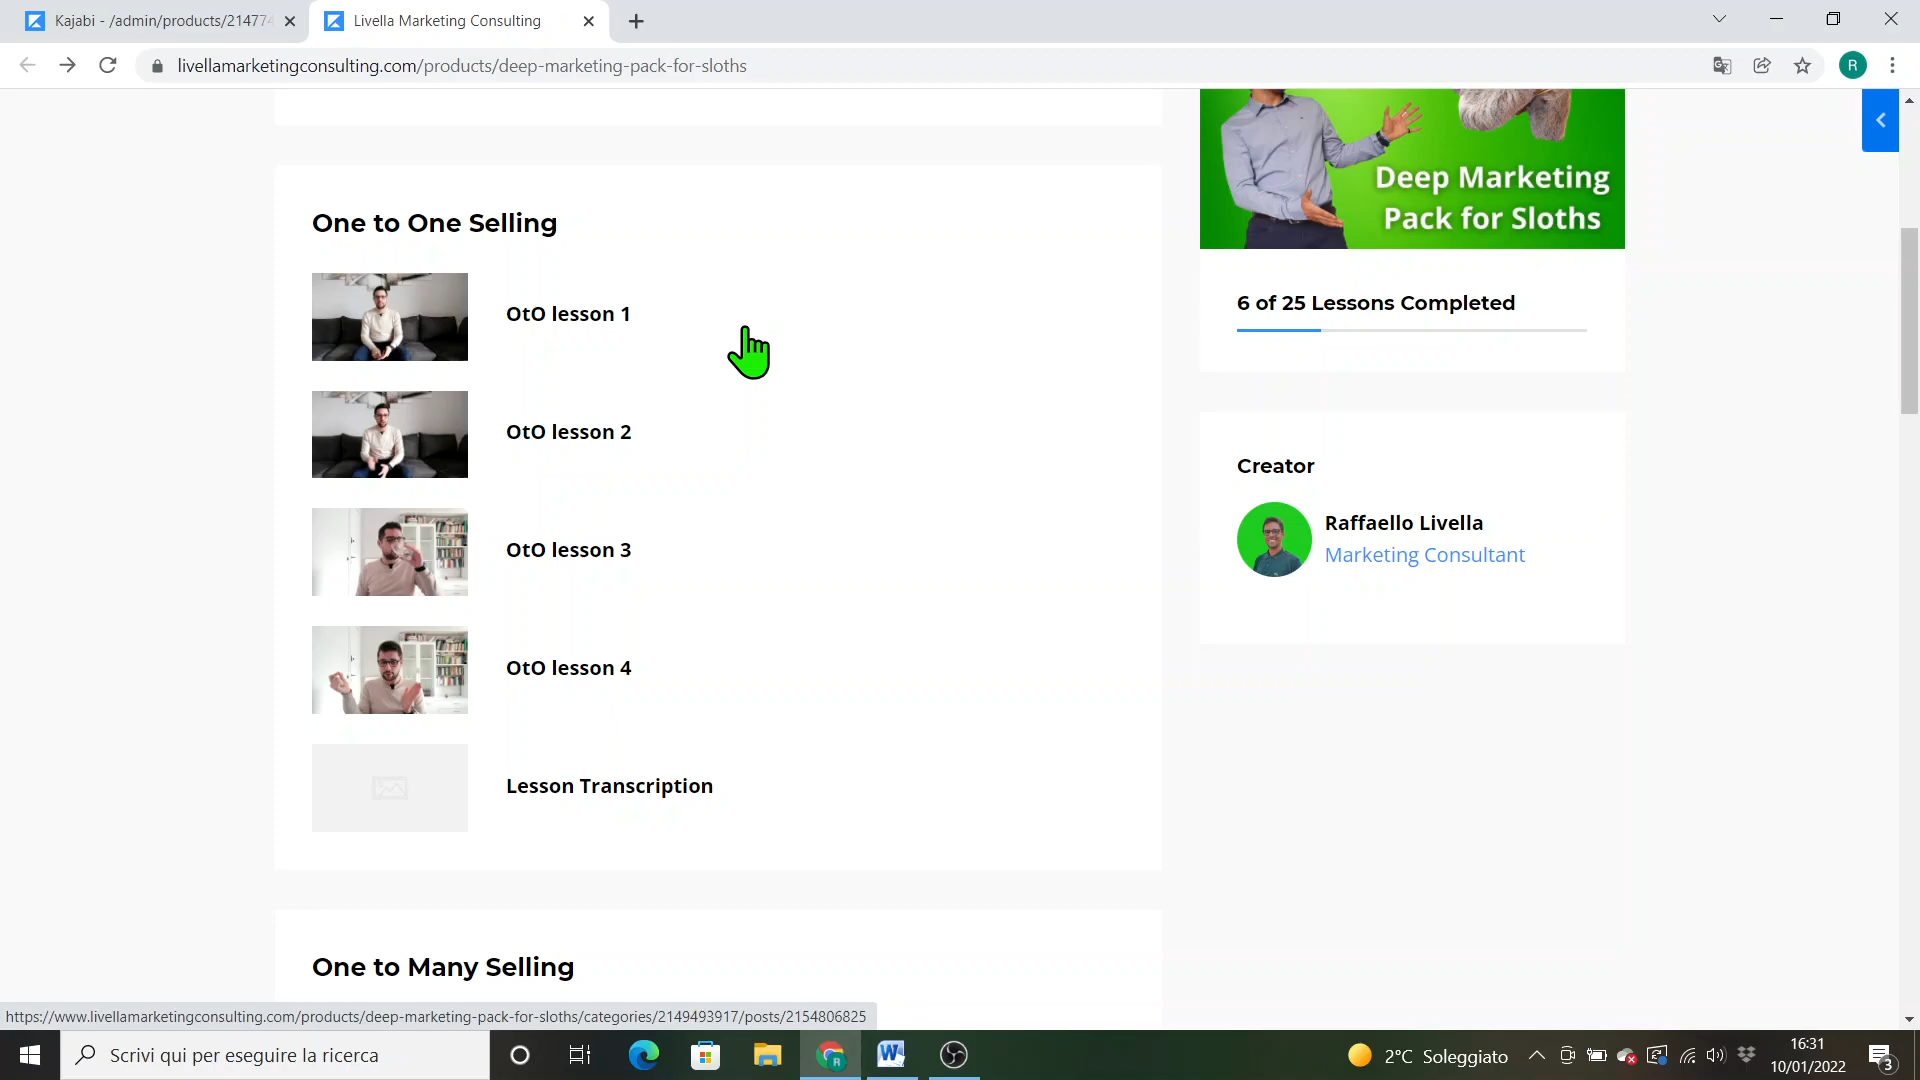 Kajabi - /admin/products/21477
Livella Marketing Consulting
livellamarketingconsulting.com/products/deep-marketing-pack-for-sloths
R
Deep Marketing
Pack for Sloths
One to One Selling
OtO lesson 1
6 of 25 Lessons Completed
OtO lesson 2
Creator
Raffaello Livella
Marketing Consultant
OtO lesson 3
OtO lesson 4
Lesson Transcription
One to Many Selling
https://www.livellamarketingconsulting.com/products/deep-marketing-pack-for-sloths/categories/2149493917/posts/2154806825
Scrivi qui per eseguire la ricerca
2°C Soleggiato
16:31
10/01/2022
3